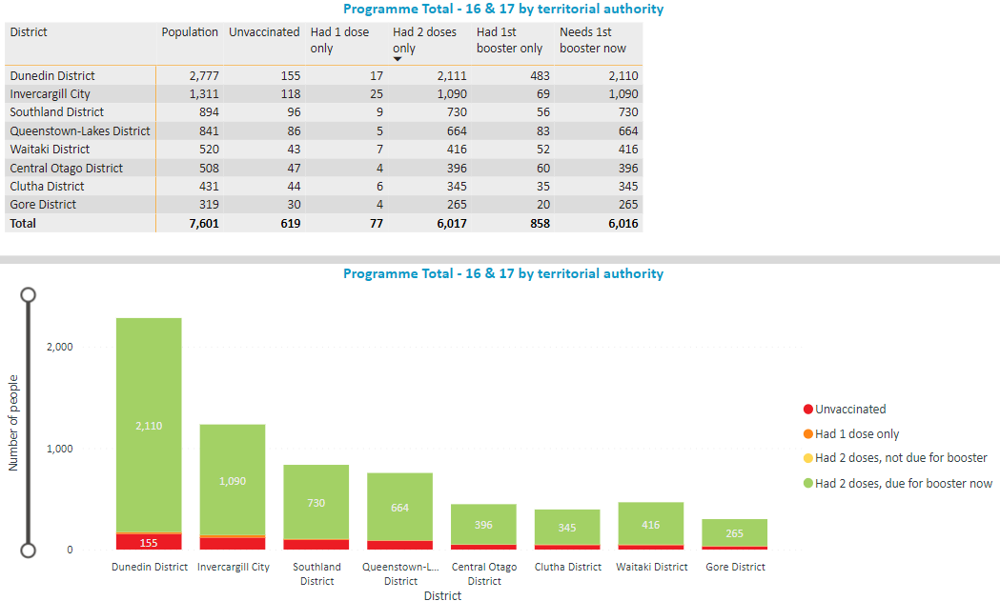 Programme Total - 16 & 17 by territorial authority
District Population Unvaccinated Had 1 dose only Had 2 doses only Had 1st booster only Needs 1st booster now
Dunedin District 2,777 155 17 2,111 483 2,110
Invercargill City 1,311 118 25 1,090 69 1,090
Southland District 894 96 9 730 56 730
Queenstown-Lakes District 841 86 5 664 83 664
Waitaki District 520 43 7 416 52 416
Central Otago District 508 47 4 396 60 396
Clutha District 431 44 6 345 35 345
Gore District 319 30 4 265 20 265
Total 7,601 619 77 6,017 858 6,016
Programme Total - 16 & 17 by territorial authority
Number of people
2,000
1,000
0
2,110
155
1,090
730
664
396
345
416
265
Dunedin District
Invercargill City
Southland
District
Queenstown-L...
District
Central Otago
District
Clutha District
Waitaki District
Gore District
District
Unvaccinated
Had 1 dose only
Had 2 doses, not due for booster
Had 2 doses, due for booster now